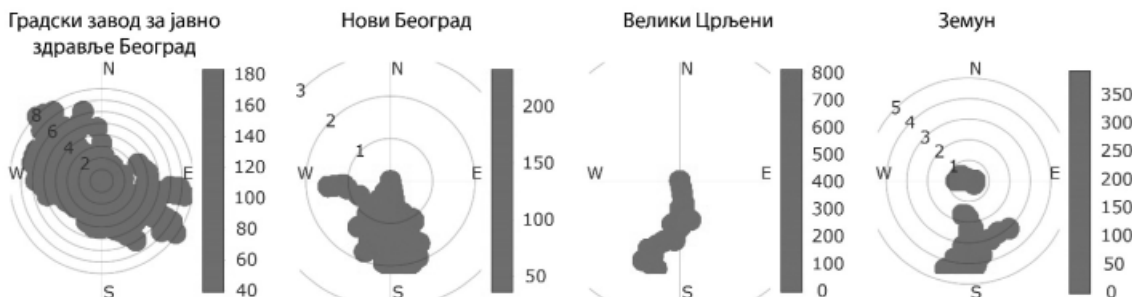 Градски завод за јавно
здравље Београд
N
W
E
S
8
6
4
2
180
160
140
120
100
80
60
40
Нови Београд
N
W
E
S
3
2
1
200
150
100
50
Велики Црљени
N
W
E
S
800
700
600
500
400
300
200
100
0
Земун
N
W
E
S
5
4
3
2
1
350
300
250
200
150
100
50
0